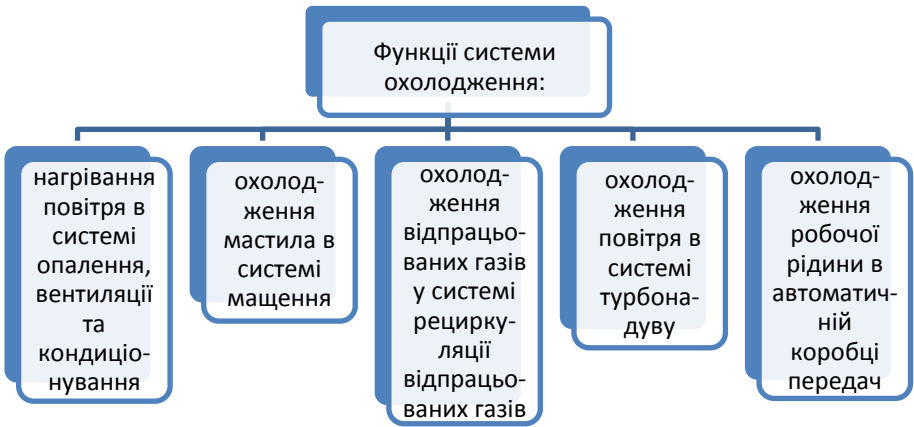 Функції системи
охолодження:
нагрівання
повітря в
системі
опалення,
вентиляції
та
кондиціо-
нування
охолод-
ження
мастила в
системі
мащення
охолод-
ження
відпрацьо-
ваних газів
у системі
рецирку-
ляції
відпрацьо-
ваних газів
охолод-
ження
повітря в
системі
турбона-
дуву
охолод-
ження
робочої
рідини в
автоматич-
ній
коробці
передач